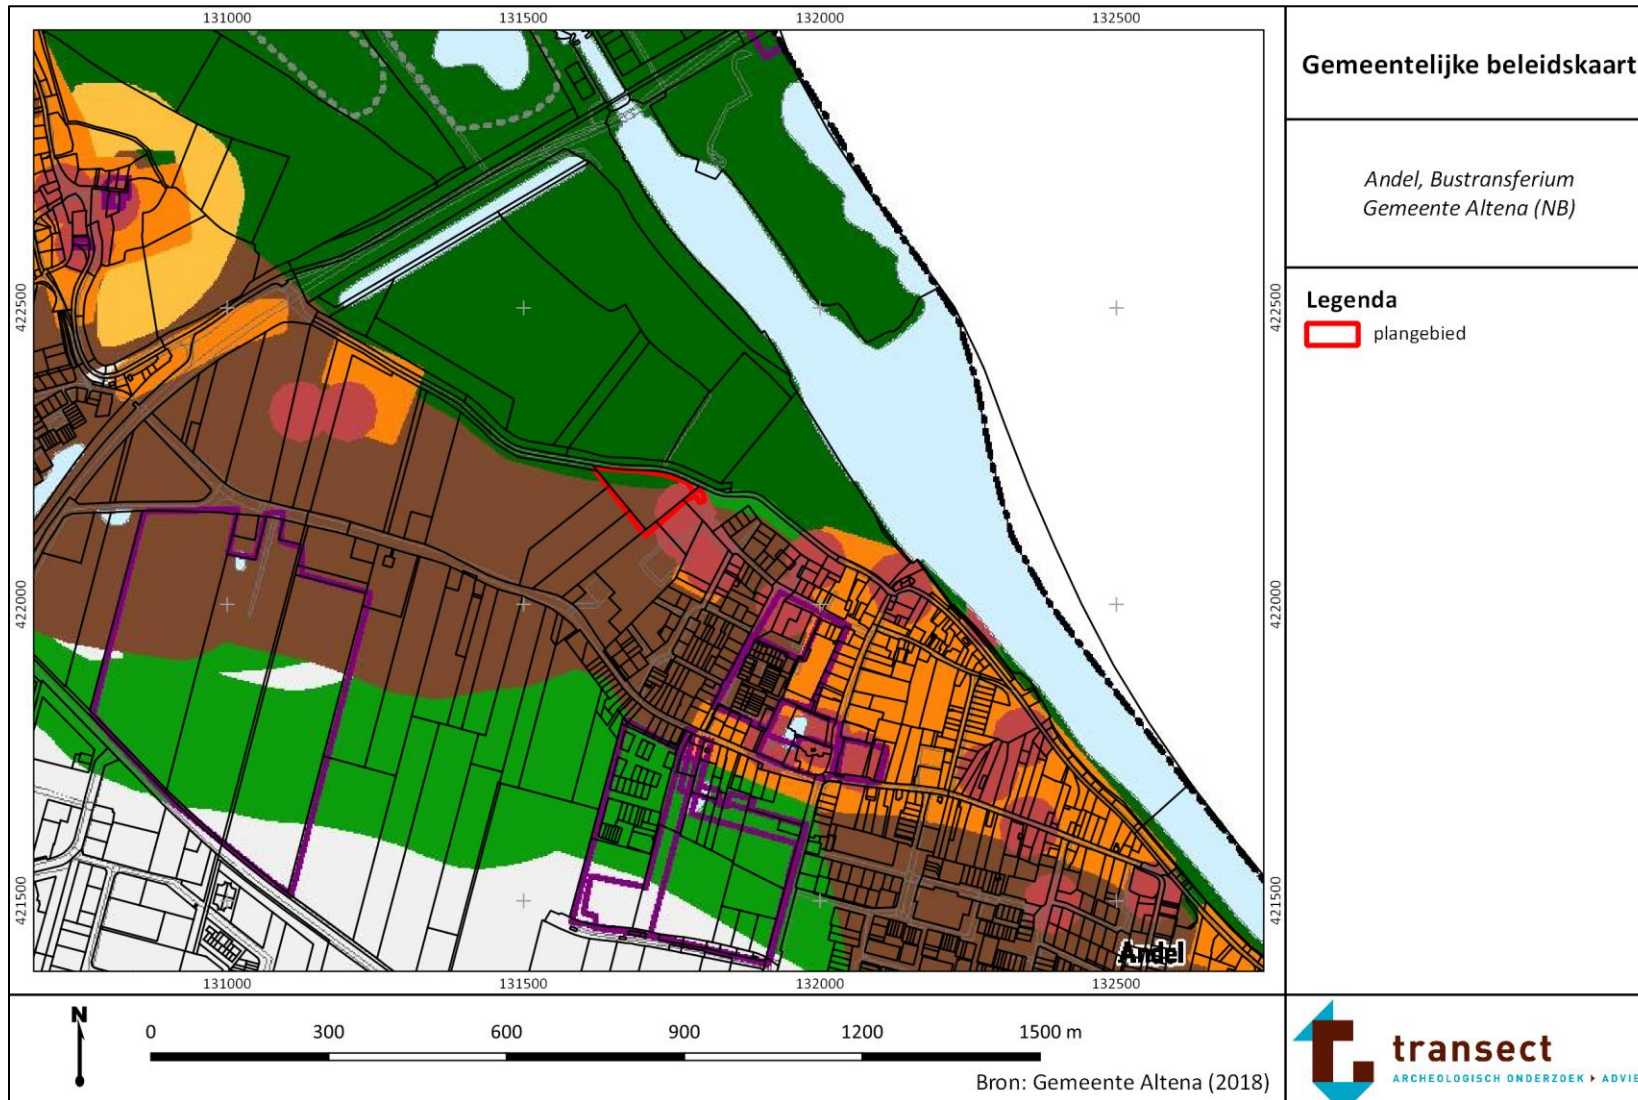 131000 131500 132000 132500
Gemeentelijke beleidskaart
Andel, Bustransferium
Gemeente Altena (NB)
Legenda
plangebied
422500 422500
422000 422000
421500 421500
Andel
131000 131500 132000 132500
N
0 300 600 900 1200 1500 m
Bron: Gemeente Altena (2018)
transect
ARCHEOLOGISCH ONDERZOEK ▸ ADVIE